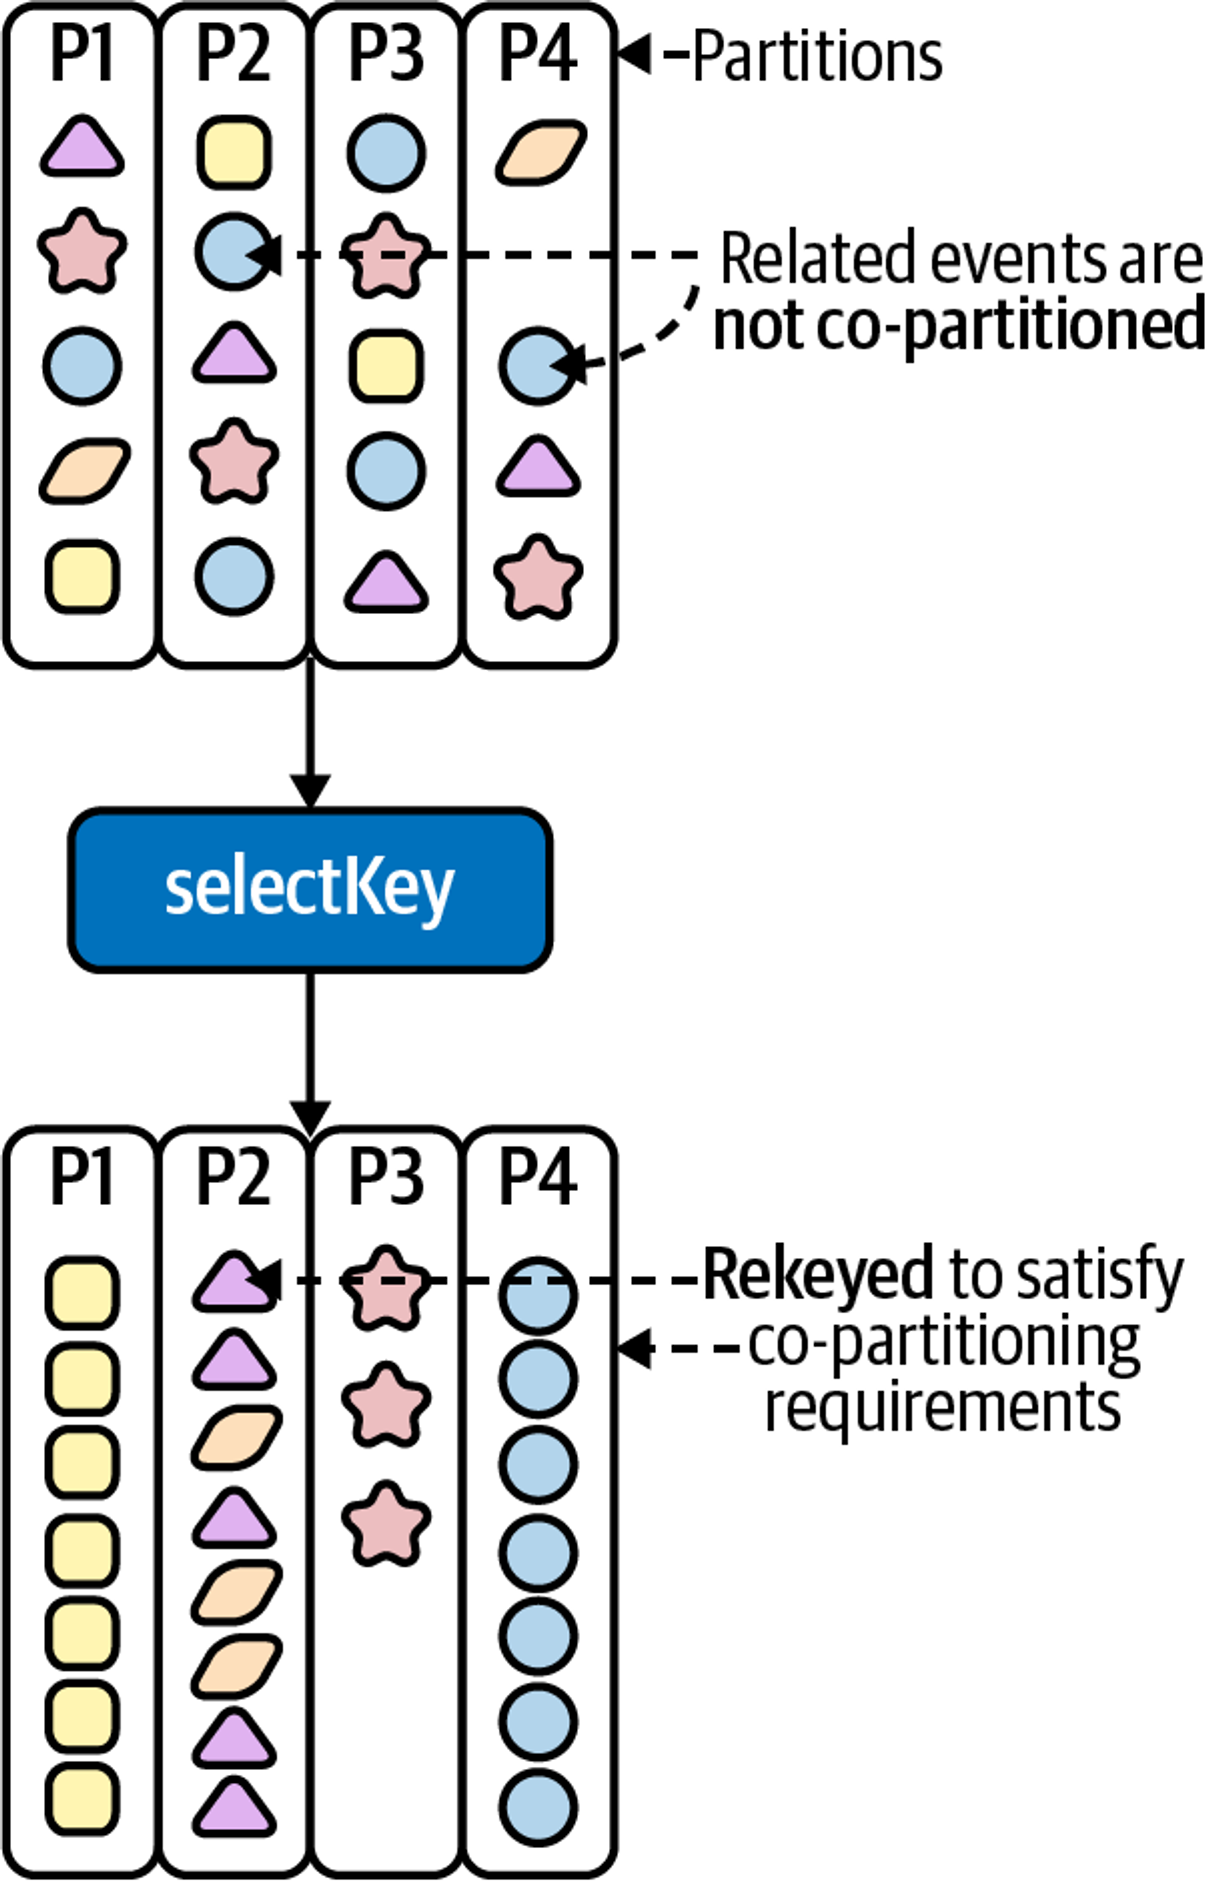 P1 P2 P3 P4
Partitions
Related events are
not co-partitioned
selectKey
P1 P2 P3 P4
Rekeyed to satisfy
co-partitioning
requirements